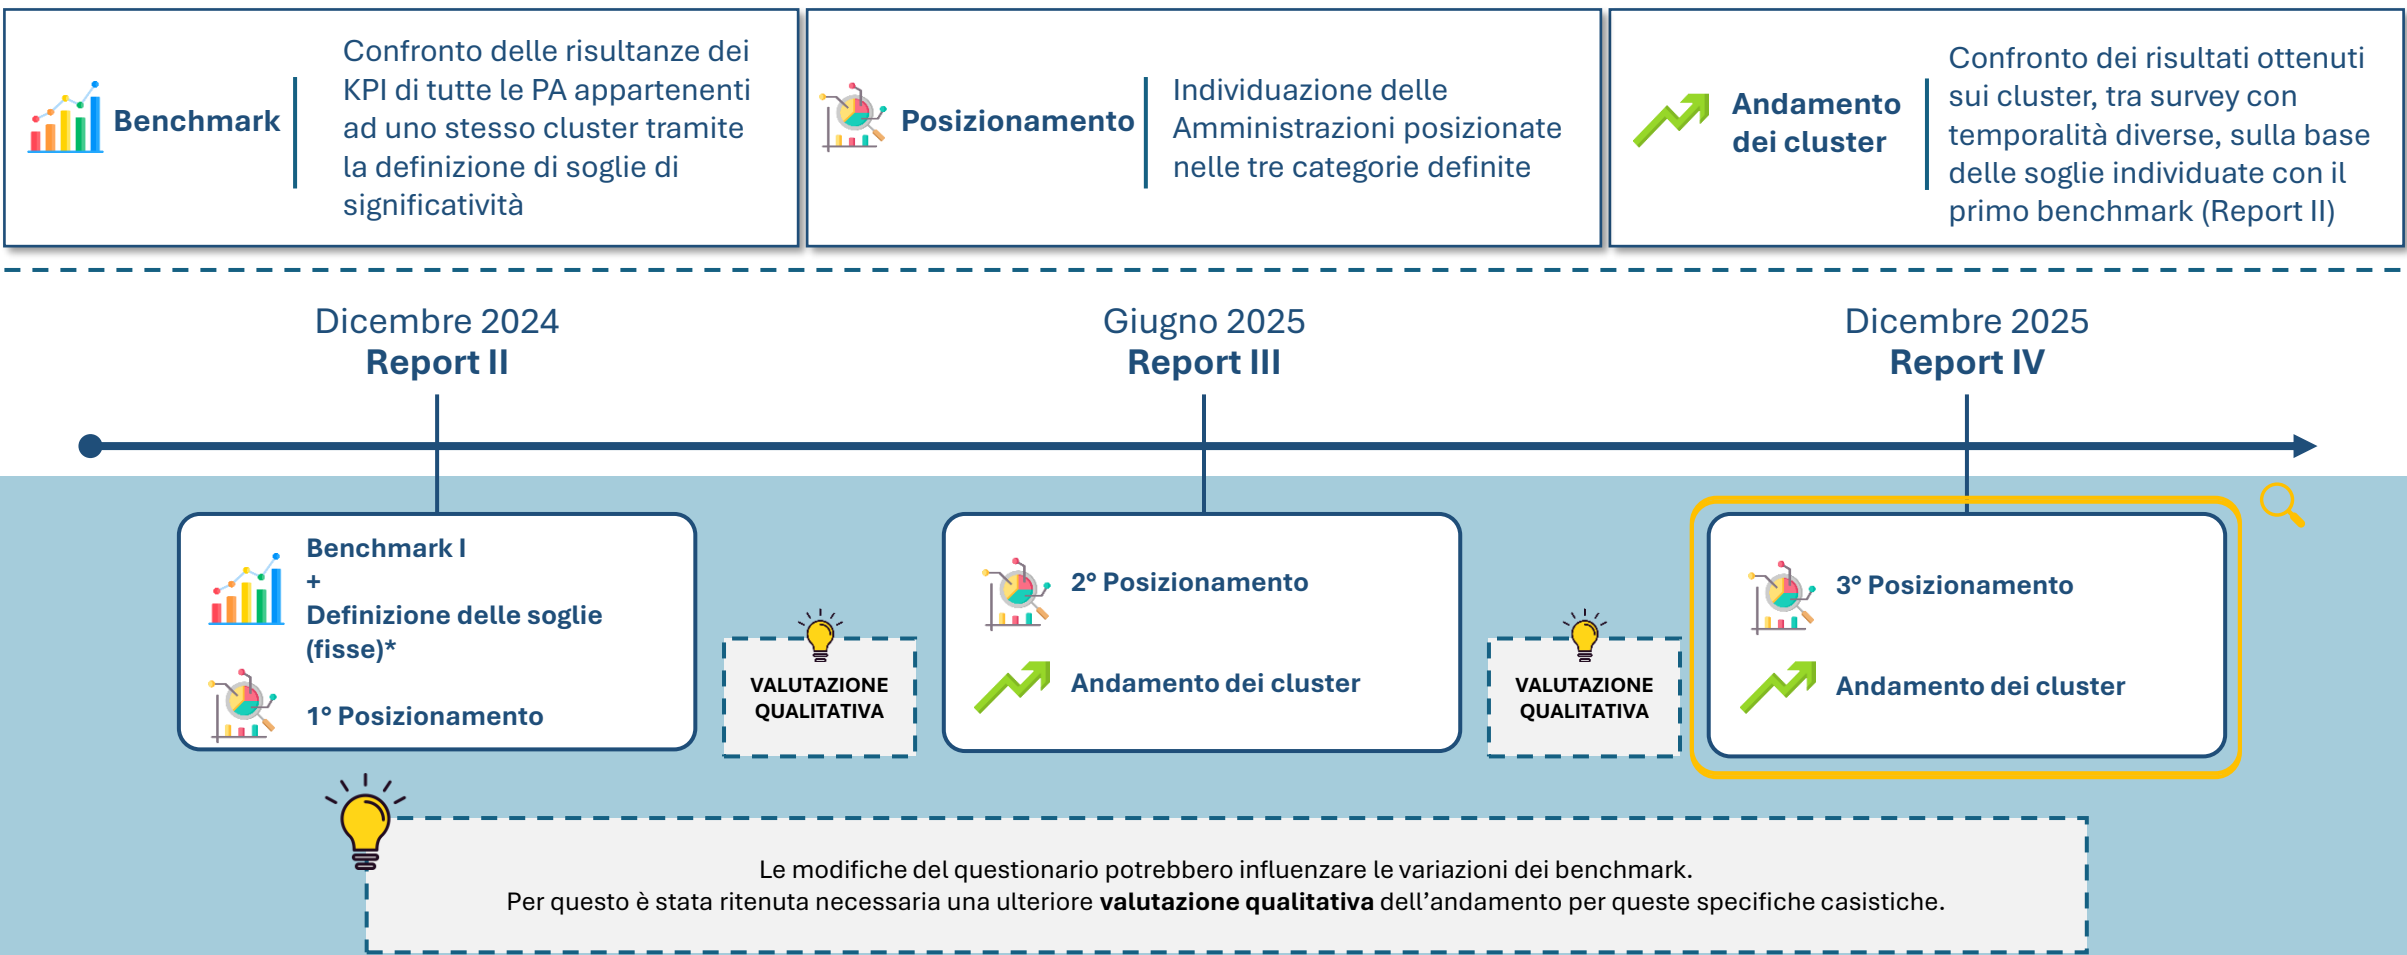 Benchmark
Confronto delle risultanze dei
KPI di tutte le PA appartenenti
ad uno stesso cluster tramite
la definizione di soglie di
significatività
Posizionamento
Individuazione delle
Amministrazioni posizionate
nelle tre categorie definite
Andamento
dei cluster
Confronto dei risultati ottenuti
sui cluster, tra survey con
temporalità diverse, sulla base
delle soglie individuate con il
primo benchmark (Report II)
Dicembre 2024
Report II
Giugno 2025
Report III
Dicembre 2025
Report IV
Benchmark I
+
Definizione delle soglie
(fisse)*
1° Posizionamento
VALUTAZIONE
QUALITATIVA
2° Posizionamento
Andamento dei cluster
VALUTAZIONE
QUALITATIVA
3° Posizionamento
Andamento dei cluster
Le modifiche del questionario potrebbero influenzare le variazioni dei benchmark.
Per questo è stata ritenuta necessaria una ulteriore valutazione qualitativa dell'andamento per queste specifiche casistiche.